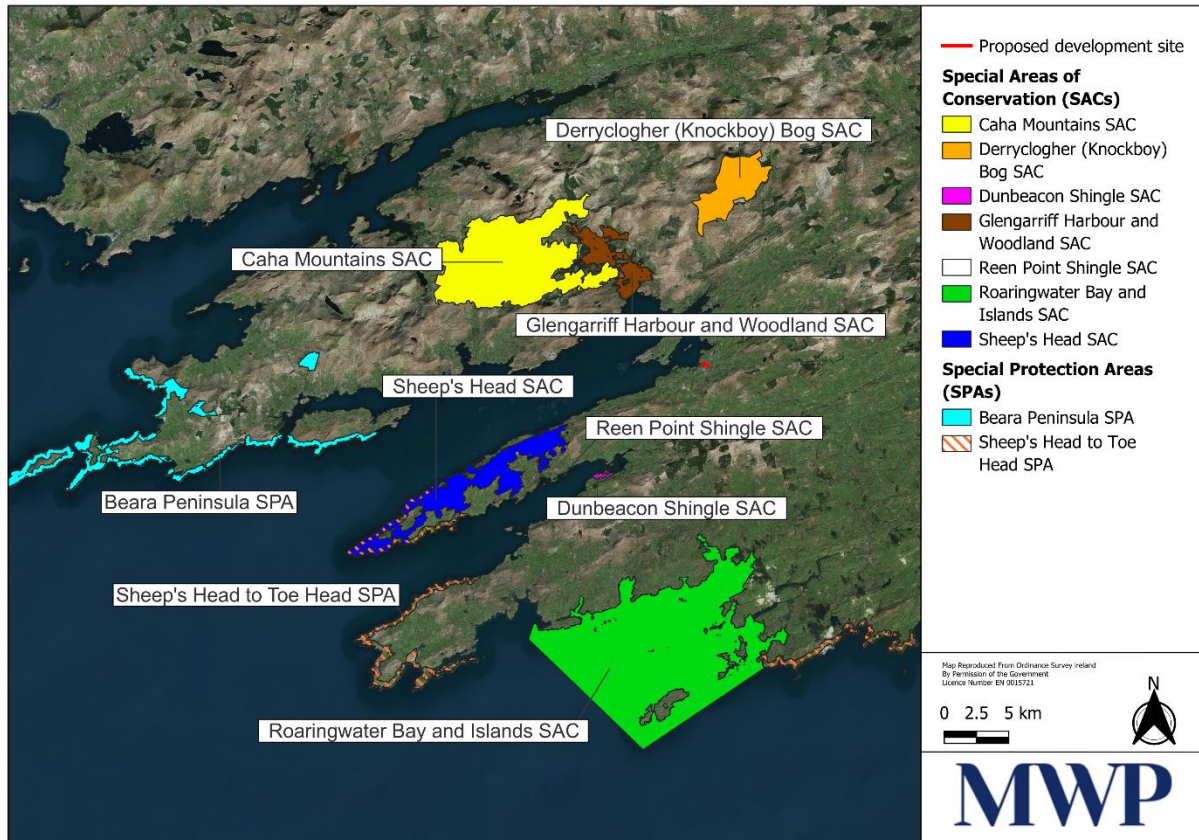 Derryclogher (Knockboy) Bog SAC
Caha Mountains SAC
Glengarriff Harbour and Woodland SAC
Sheep's Head SAC
Reen Point Shingle SAC
Beara Peninsula SPA
Dunbeacon Shingle SAC
Sheep's Head to Toe Head SPA
Roaringwater Bay and Islands SAC
Proposed development site
Special Areas of
Conservation (SACs)
Caha Mountains SAC
Derryclogher (Knockboy)
Bog SAC
Dunbeacon Shingle SAC
Glengarriff Harbour and
Woodland SAC
Reen Point Shingle SAC
Roaringwater Bay and
Islands SAC
Sheep's Head SAC
Special Protection Areas
(SPAs)
Beara Peninsula SPA
Sheep's Head to Toe
Head SPA
Map Reproduced From Ordinance Survey Ireland
By Permission of the Government
Licence Number EN 0015721
N
0 2.5 5 km
MWP